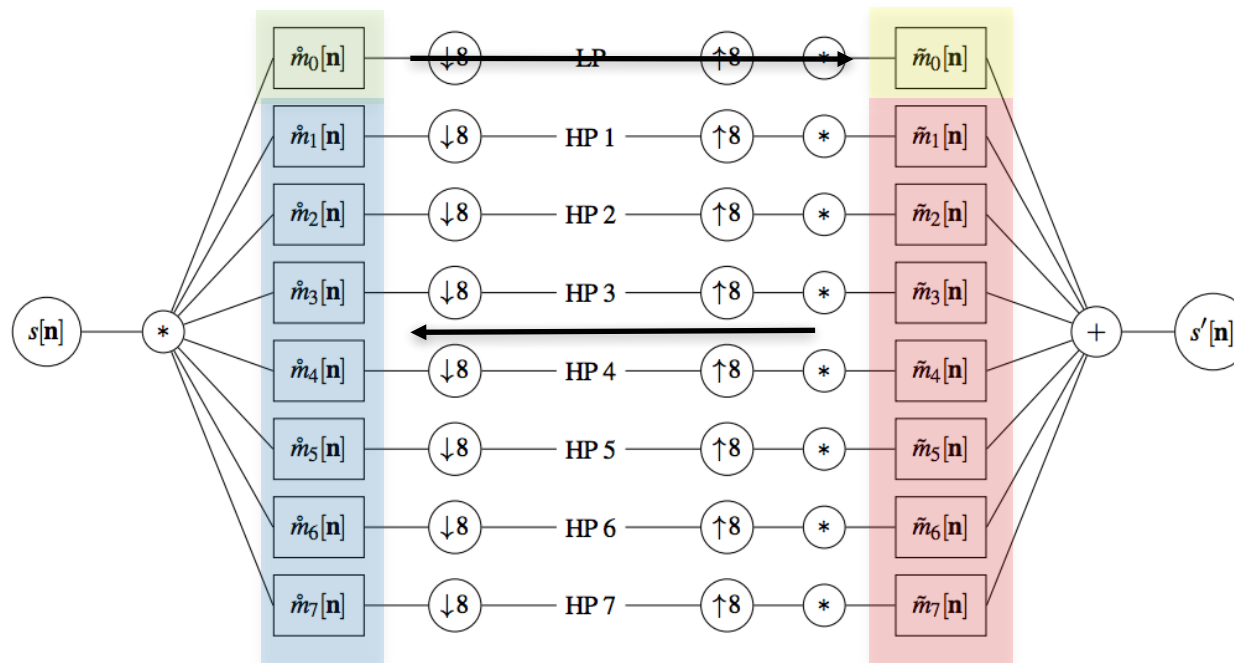 m̊₀[n] ↓8 LP ↑8 * m̃₀[n]
m̊₁[n] ↓8 HP 1 ↑8 * m̃₁[n]
m̊₂[n] ↓8 HP 2 ↑8 * m̃₂[n]
m̊₃[n] ↓8 HP 3 ↑8 * m̃₃[n]
s[n] * + s′[n]
m̊₄[n] ↓8 HP 4 ↑8 * m̃₄[n]
m̊₅[n] ↓8 HP 5 ↑8 * m̃₅[n]
m̊₆[n] ↓8 HP 6 ↑8 * m̃₆[n]
m̊₇[n] ↓8 HP 7 ↑8 * m̃₇[n]